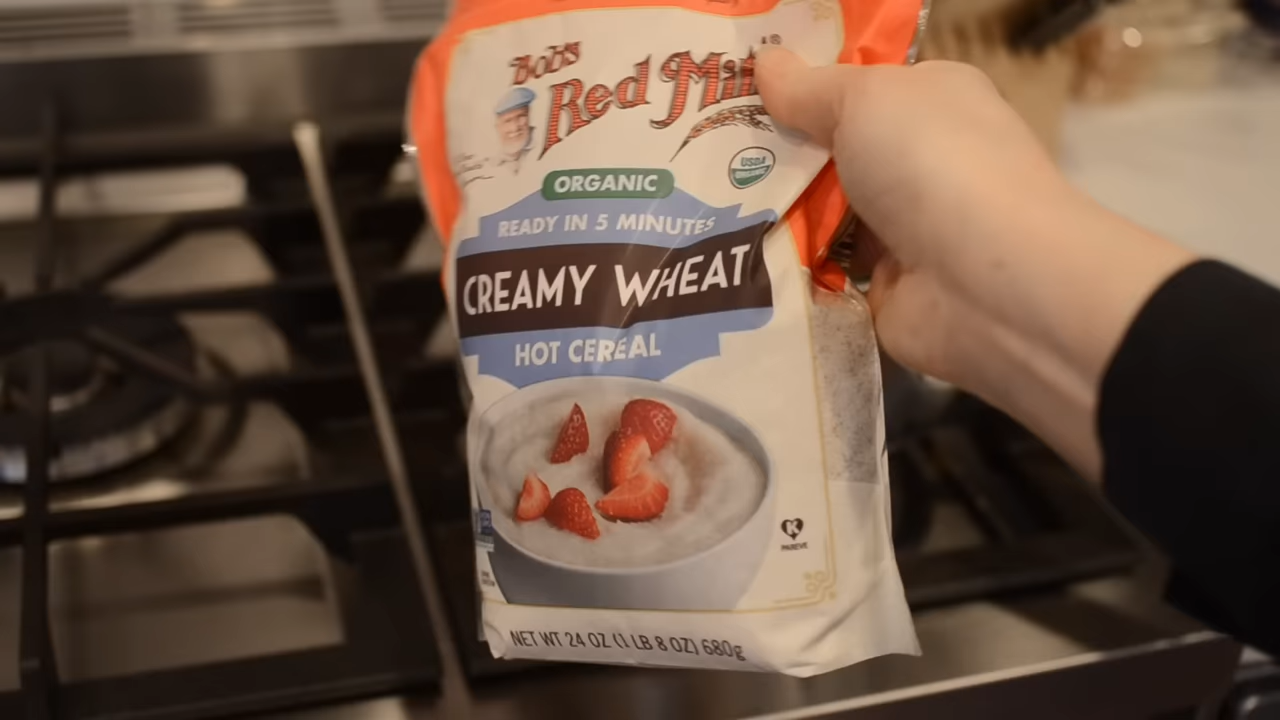 Bob's
Red Mill
USDA
ORGANIC
ORGANIC
READY IN 5 MINUTES
CREAMY WHEAT
HOT CEREAL
K
PAREVE
NET WT 24 OZ (1 LB 8 OZ) 680g